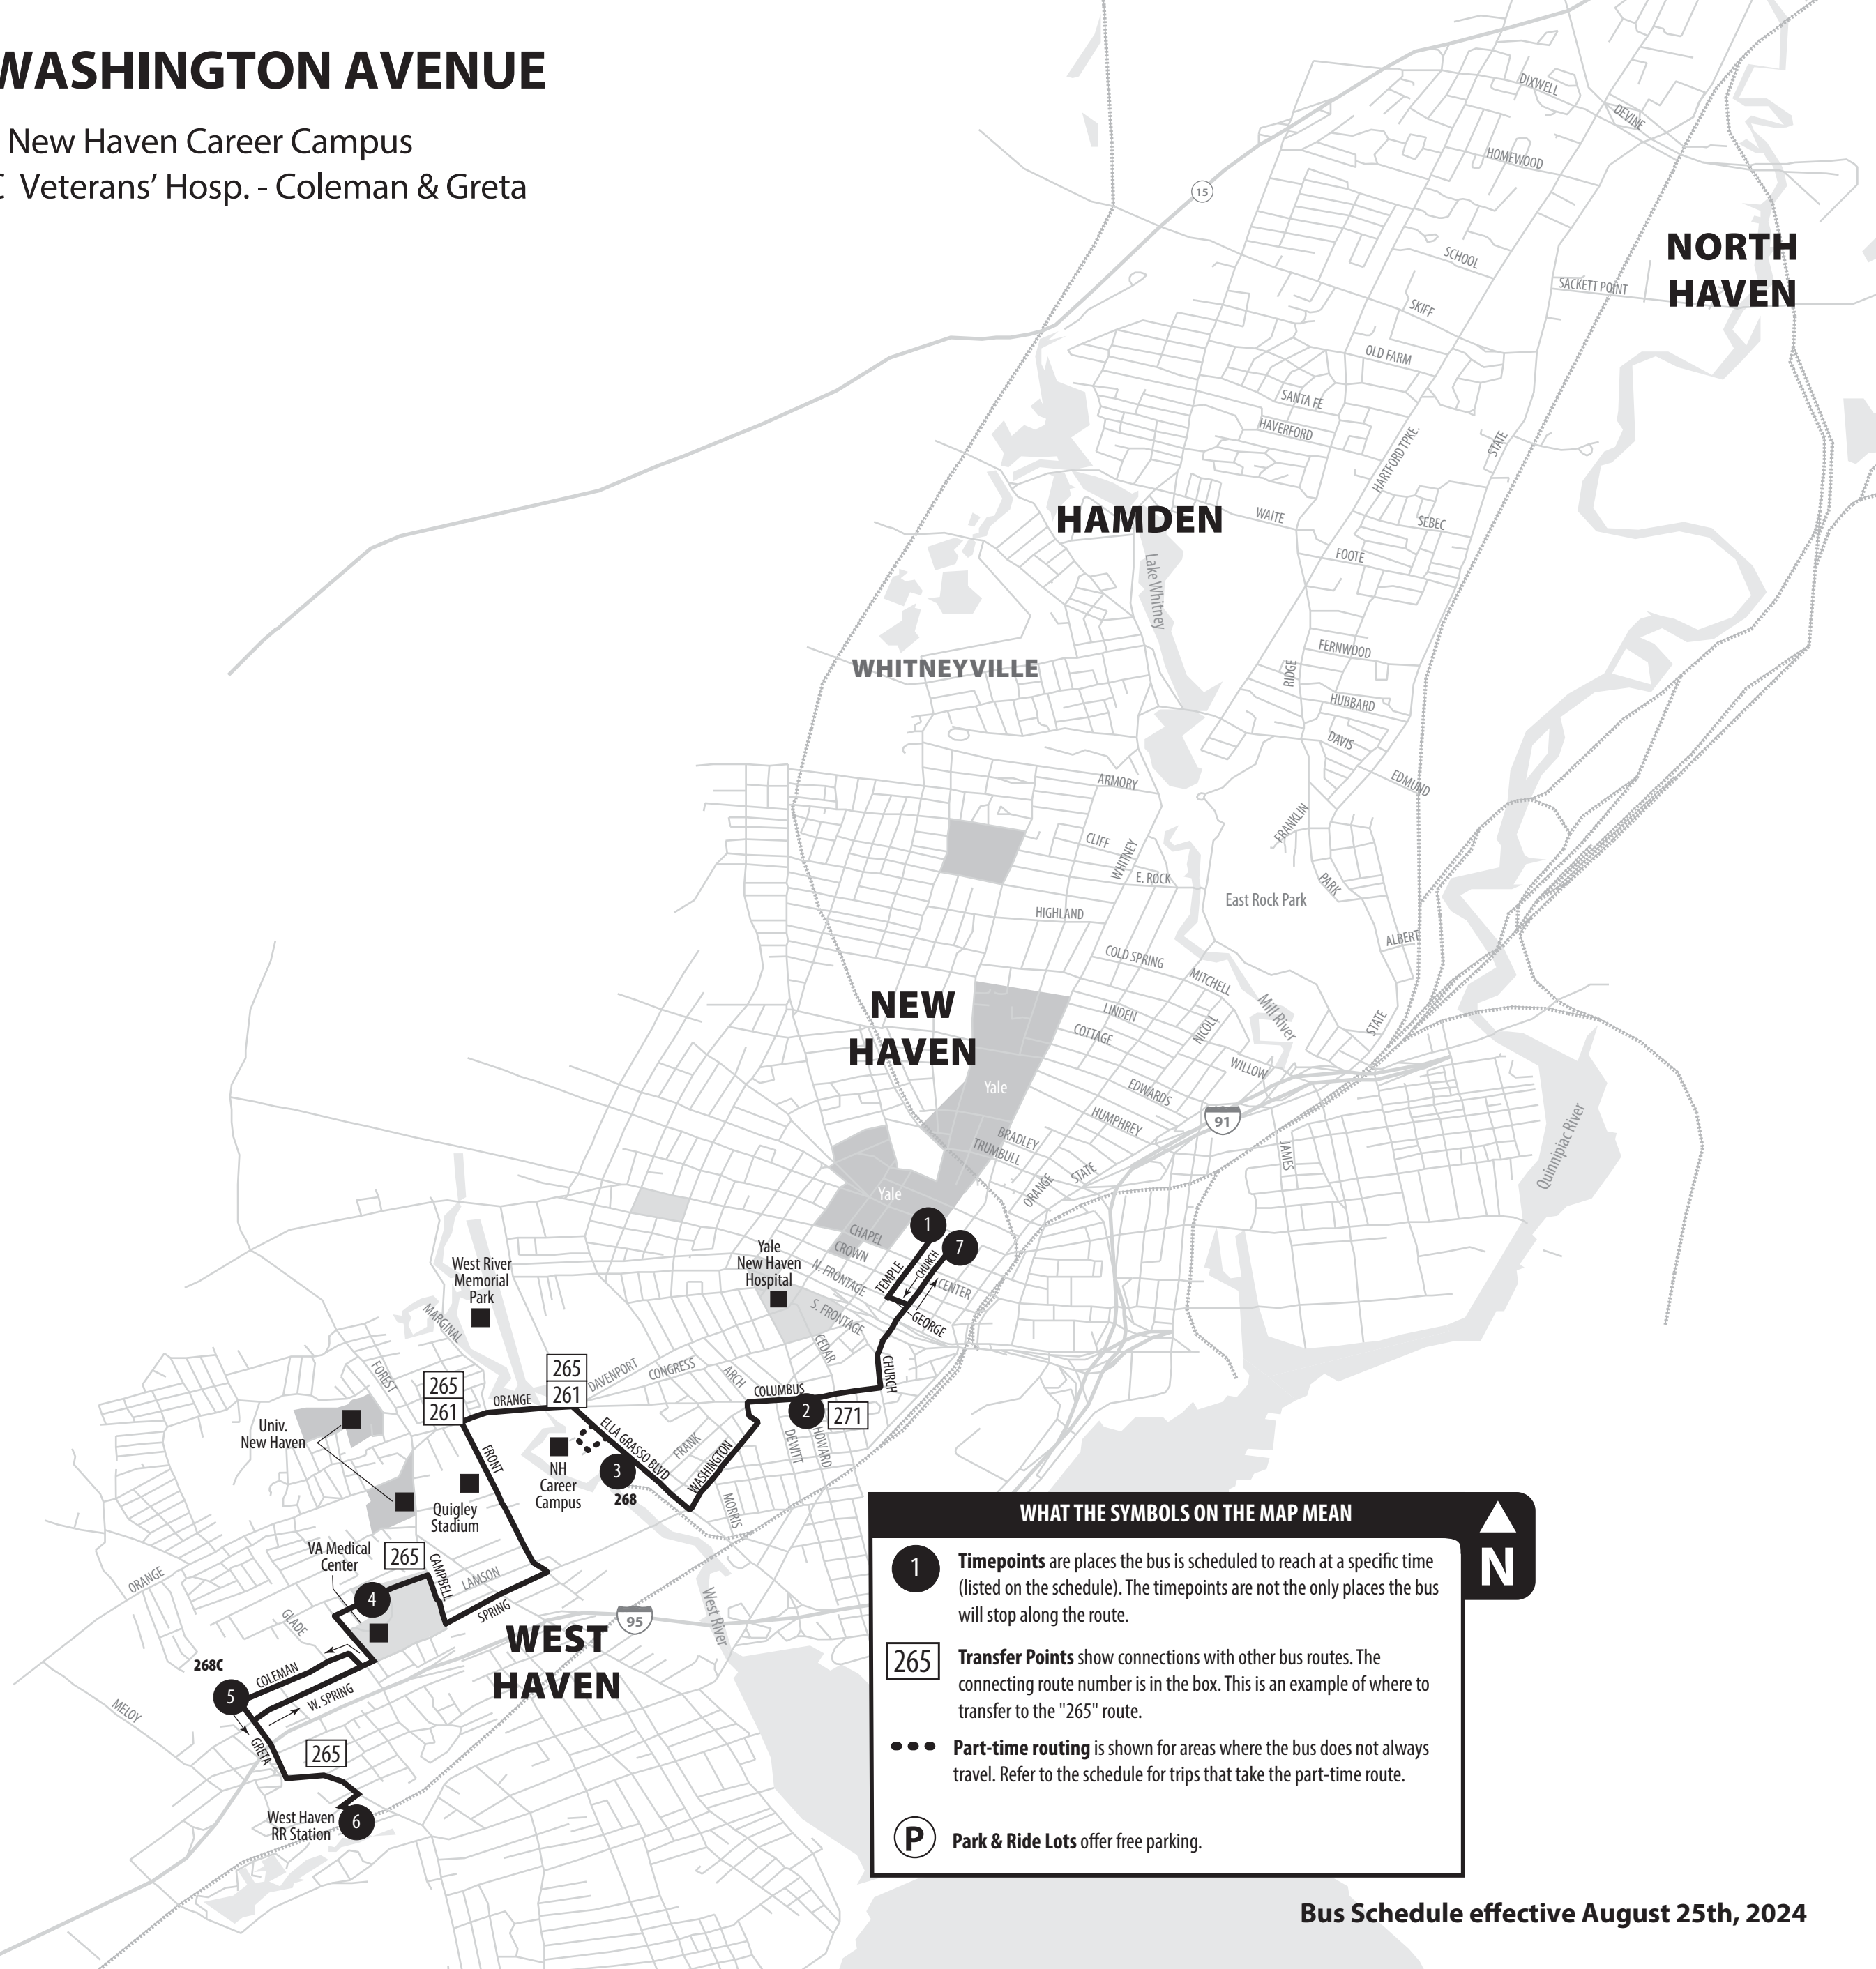 WASHINGTON AVENUE
New Haven Career Campus
Veterans’ Hosp. - Coleman & Greta
15
DIXWELL
DEVINE
HOMEWOOD
NORTH
HAVEN
SCHOOL
SACKETT POINT
SKIFF
OLD FARM
SANTA FE
HAVERFORD
HARTFORD TPKE.
STATE
HAMDEN
WAITE
SEBEC
FOOTE
Lake Whitney
WHITNEYVILLE
FERNWOOD
RIDGE
HUBBARD
DAVIS
EDMUND
ARMORY
FRANKLIN
CLIFF
WHITNEY
E. ROCK
PARK
East Rock Park
HIGHLAND
ALBERT
COLD SPRING
MITCHELL
NEW
HAVEN
LINDEN
COTTAGE
NICOLL
Mill River
STATE
WILLOW
Yale
EDWARDS
HUMPHREY
91
BRADLEY
TRUMBULL
JAMES
Quinnipiac River
ORANGE
STATE
Yale
1
7
CHAPEL
CROWN
N. FRONTAGE
S. FRONTAGE
TEMPLE
CHURCH
CENTER
GEORGE
CHURCH
Yale
New Haven
Hospital
CEDAR
West River
Memorial
Park
MARGINAL
FOREST
265
261
ORANGE
265
261
DAVENPORT
CONGRESS
ARCH
COLUMBUS
2
271
DEWITT
HOWARD
Univ.
New Haven
FRONT
ELLA GRASSO BLVD
FRANK
WASHINGTON
MORRIS
NH
Career
Campus
3
268
Quigley
Stadium
VA Medical
Center
265
CAMPBELL
LAMSON
SPRING
ORANGE
4
GLADE
95
West River
WEST
HAVEN
268C
COLEMAN
5
W. SPRING
MELOY
GRETA
265
West Haven
RR Station
6
WHAT THE SYMBOLS ON THE MAP MEAN
N
1
Timepoints are places the bus is scheduled to reach at a specific time
(listed on the schedule). The timepoints are not the only places the bus
will stop along the route.
265
Transfer Points show connections with other bus routes. The
connecting route number is in the box. This is an example of where to
transfer to the "265" route.
Part-time routing is shown for areas where the bus does not always
travel. Refer to the schedule for trips that take the part-time route.
P
Park & Ride Lots offer free parking.
Bus Schedule effective August 25th, 2024